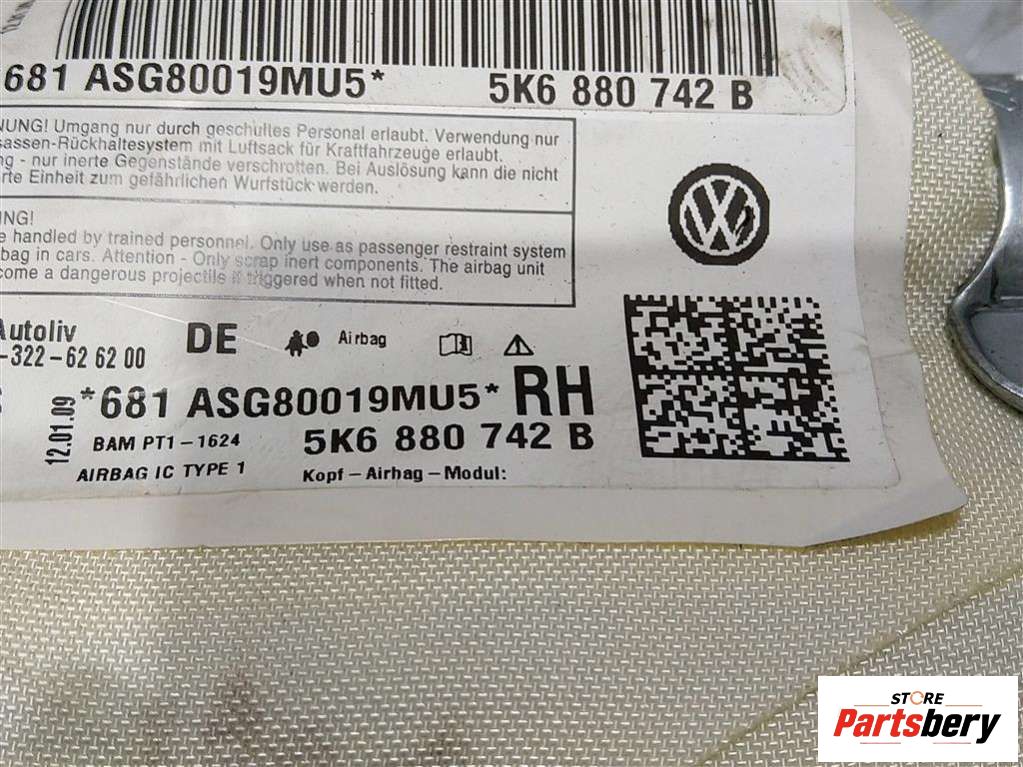 681 ASG80019MU5* 5K6 880 742 B
NUNG! Umgang nur durch geschultes Personal erlaubt. Verwendung nur
sassen-Rückhaltesystem mit Luftsack für Kraftfahrzeuge erlaubt.
ng - nur inerte Gegenstände verschrotten. Bei Auslösung kann die nicht
rte Einheit zum gefährlichen Wurfstück werden.
NG!
e handled by trained personnel. Only use as passenger restraint system
bag in cars. Attention - Only scrap inert components. The airbag unit
come a dangerous projectile if triggered when not fitted.
VW
Autoliv
DE
Airbag
-322-626200
12.01.09
*681 ASG80019MU5* RH
BAM PT1-1624
5K6 880 742 B
AIRBAG IC TYPE 1
Kopf-Airbag-Modul:
STORE
Partsbery